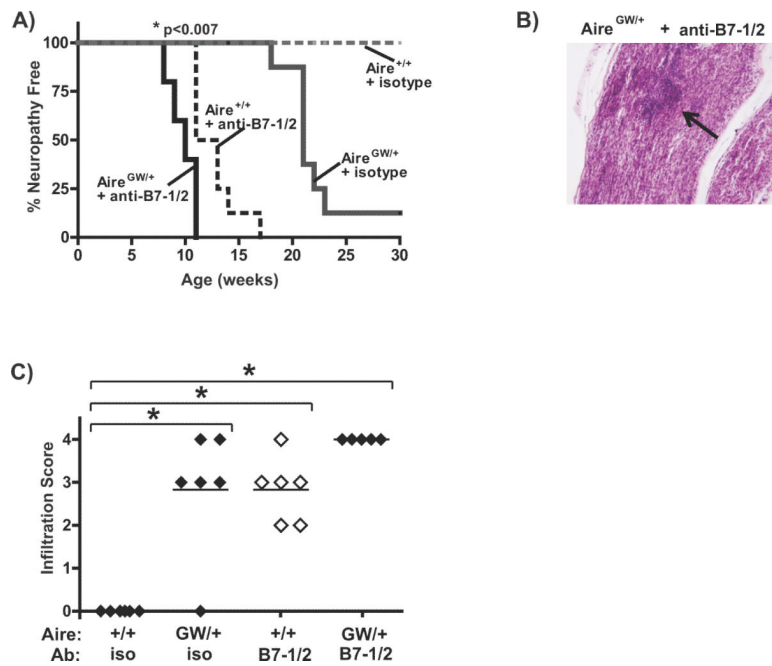 A)
* p<0.007
% Neuropathy Free
100
75
50
25
0
Aire+/+
+ isotype
Aire+/+
+ anti-B7-1/2
AireGW/+
+ anti-B7-1/2
AireGW/+
+ isotype
0 5 10 15 20 25 30
Age (weeks)
B)
AireGW/+ + anti-B7-1/2
C)
*
*
*
Infiltration Score
4
3
2
1
0
Aire: +/+ GW/+ +/+ GW/+
Ab: iso iso B7-1/2 B7-1/2